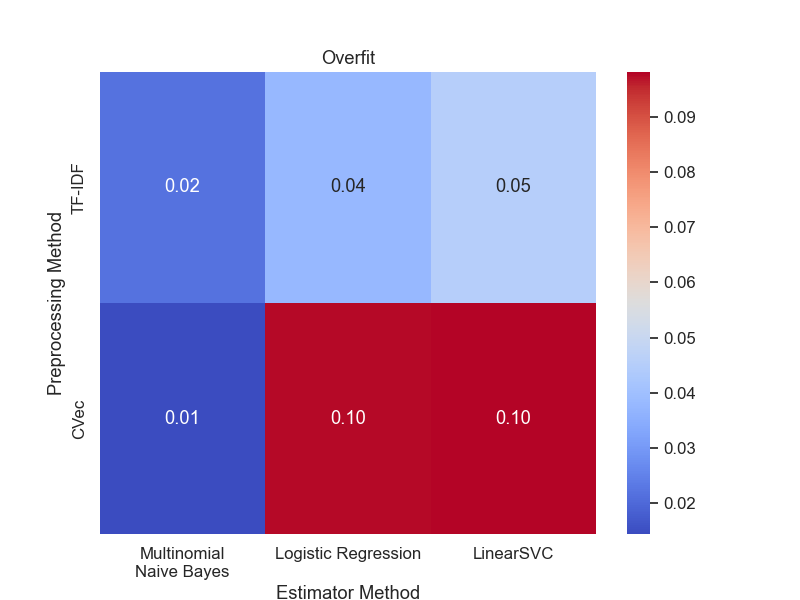 Overfit
Preprocessing Method
TF-IDF
0.02 0.04 0.05
CVec
0.01 0.10 0.10
Multinomial
Naive Bayes
Logistic Regression
LinearSVC
Estimator Method
0.09
0.08
0.07
0.06
0.05
0.04
0.03
0.02